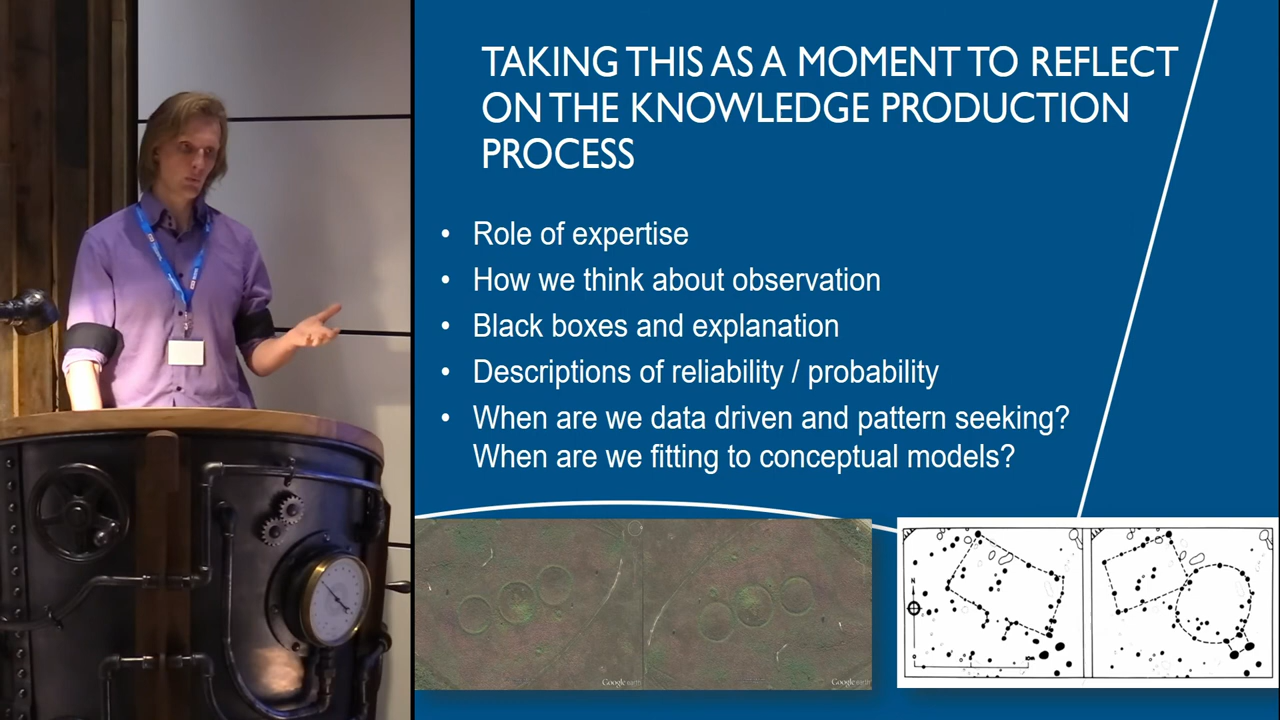 TAKING THIS AS A MOMENT TO REFLECT
ON THE KNOWLEDGE PRODUCTION
PROCESS
• Role of expertise
• How we think about observation
• Black boxes and explanation
• Descriptions of reliability / probability
• When are we data driven and pattern seeking?
When are we fitting to conceptual models?
Google earth
Google earth
N